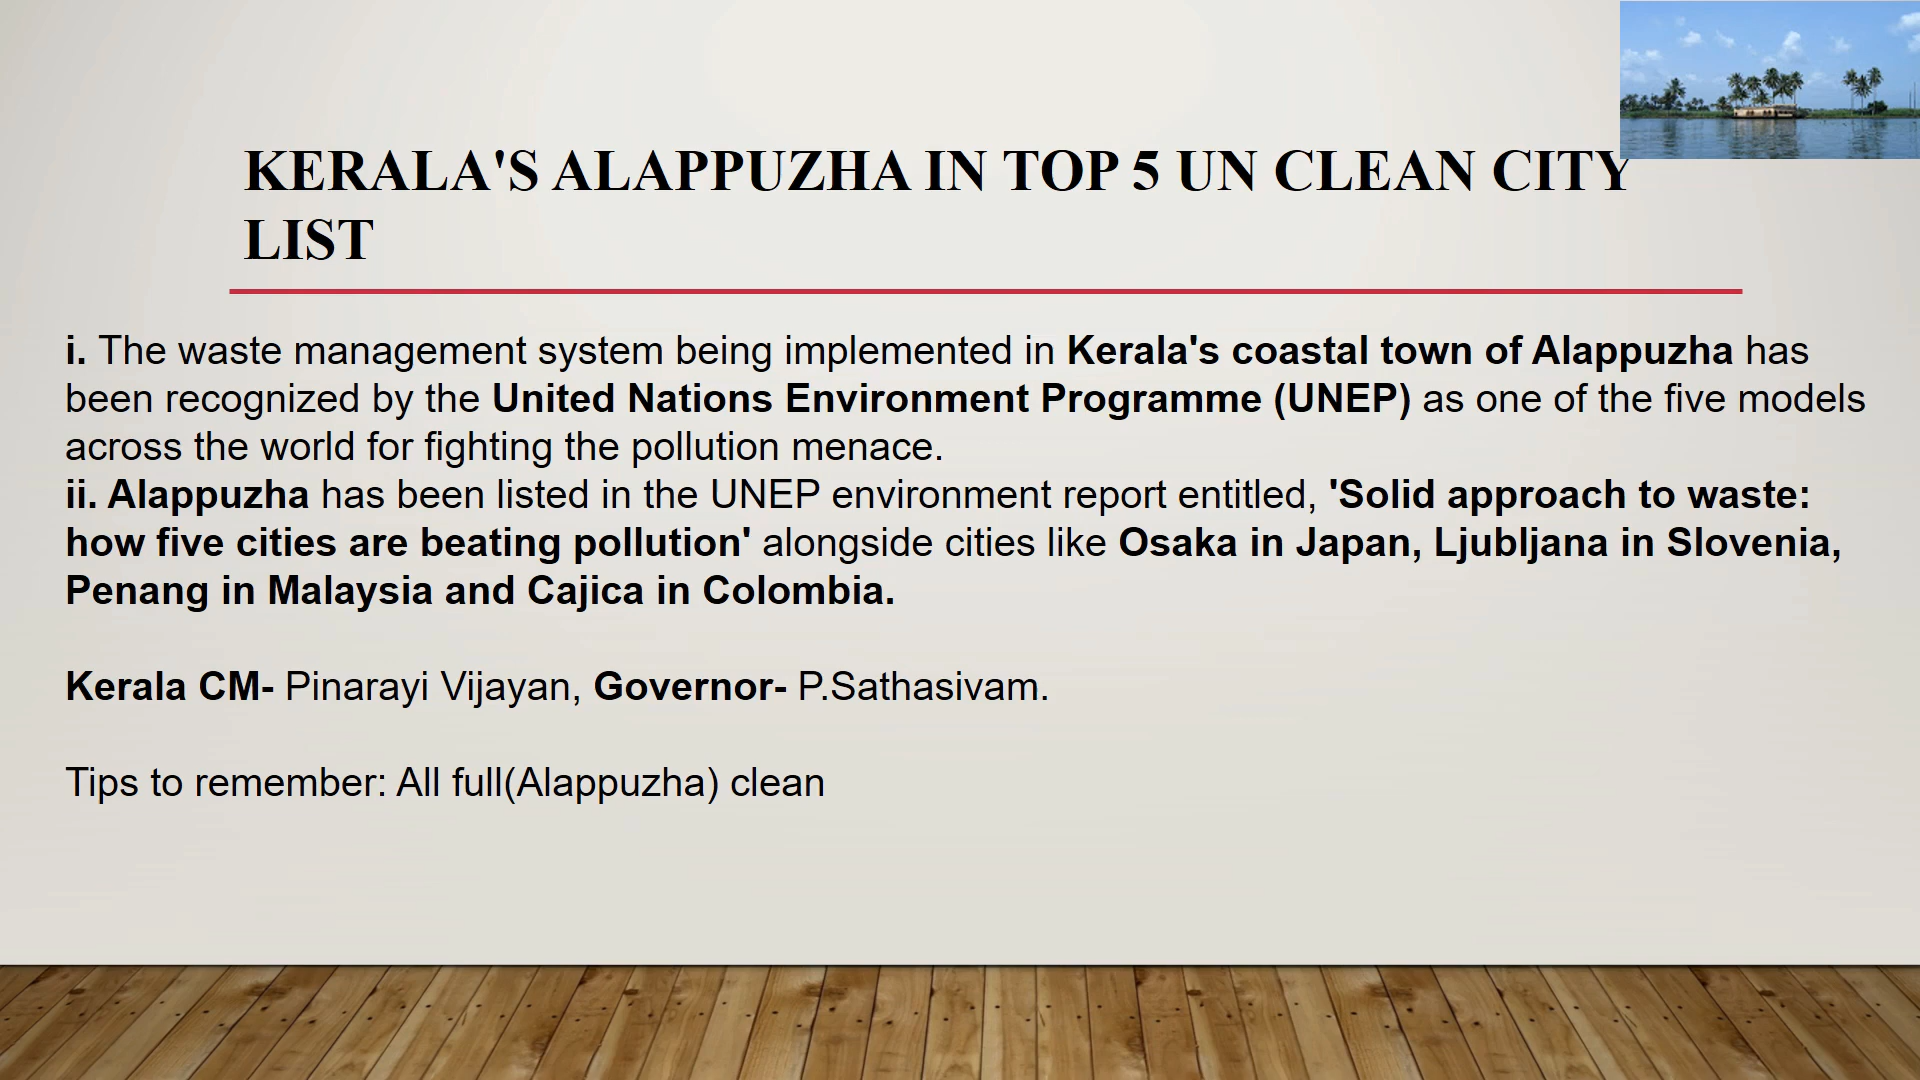 KERALA'S ALAPPUZHA IN TOP 5 UN CLEAN CITY
LIST
i. The waste management system being implemented in Kerala's coastal town of Alappuzha has
been recognized by the United Nations Environment Programme (UNEP) as one of the five models
across the world for fighting the pollution menace.
ii. Alappuzha has been listed in the UNEP environment report entitled, 'Solid approach to waste:
how five cities are beating pollution' alongside cities like Osaka in Japan, Ljubljana in Slovenia,
Penang in Malaysia and Cajica in Colombia.
Kerala CM- Pinarayi Vijayan, Governor- P.Sathasivam.
Tips to remember: All full(Alappuzha) clean